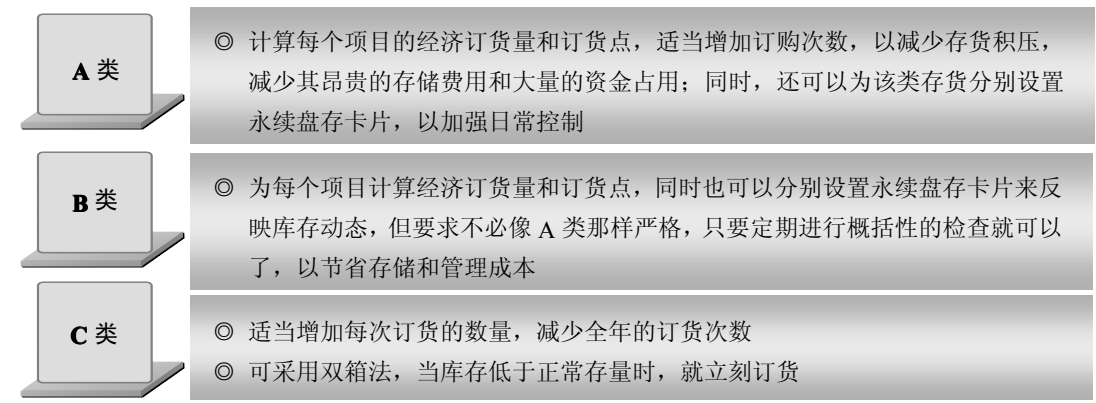 A 类
◎ 计算每个项目的经济订货量和订货点，适当增加订购次数，以减少存货积压，
减少其昂贵的存储费用和大量的资金占用；同时，还可以为该类存货分别设置
永续盘存卡片，以加强日常控制
B 类
◎ 为每个项目计算经济订货量和订货点，同时也可以分别设置永续盘存卡片来反
映库存动态，但要求不必像 A 类那样严格，只要定期进行概括性的检查就可以
了，以节省存储和管理成本
C 类
◎ 适当增加每次订货的数量，减少全年的订货次数
◎ 可采用双箱法，当库存低于正常存量时，就立刻订货